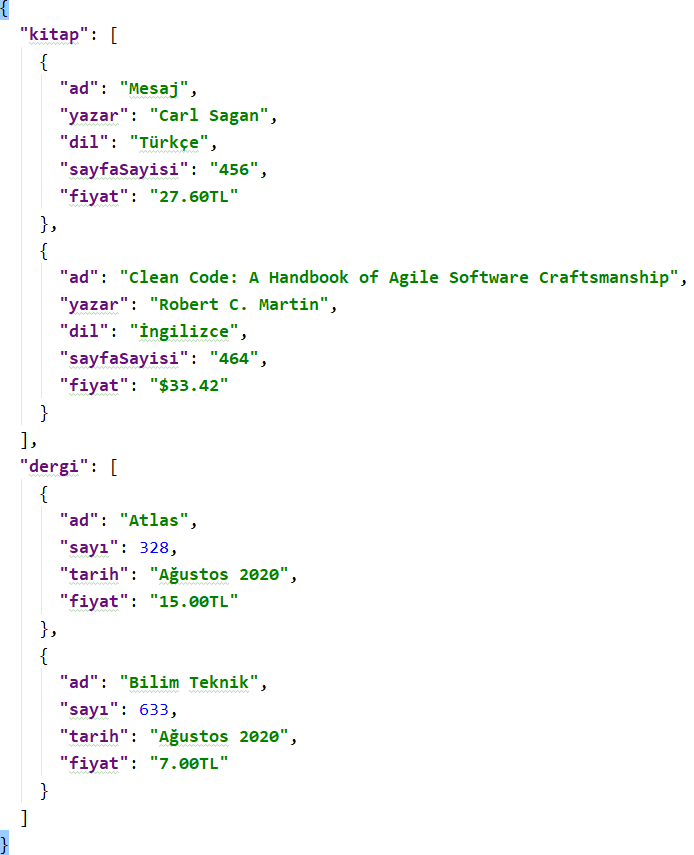 {
"kitap": [
{
"ad": "Mesaj",
"yazar": "Carl Sagan",
"dil": "Türkçe",
"sayfaSayisi": "456",
"fiyat": "27.60TL"
},
{
"ad": "Clean Code: A Handbook of Agile Software Craftsmanship",
"yazar": "Robert C. Martin",
"dil": "İngilizce",
"sayfaSayisi": "464",
"fiyat": "$33.42"
}
],
"dergi": [
{
"ad": "Atlas",
"sayı": 328,
"tarih": "Ağustos 2020",
"fiyat": "15.00TL"
},
{
"ad": "Bilim Teknik",
"sayı": 633,
"tarih": "Ağustos 2020",
"fiyat": "7.00TL"
}
]
}